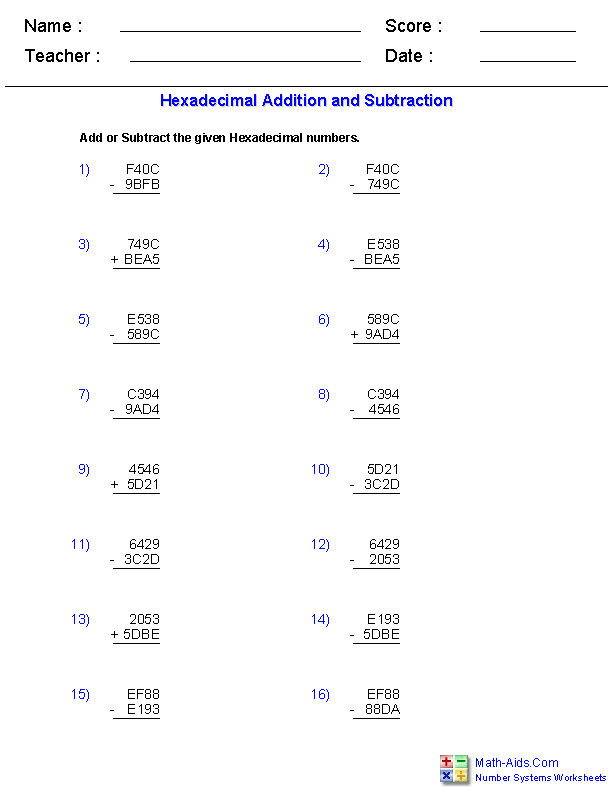 Name : Score :
Teacher : Date :
Hexadecimal Addition and Subtraction
Add or Subtract the given Hexadecimal numbers.
1) F40C 2) F40C
- 9BFB - 749C
3) 749C 4) E538
+ BEA5 - BEA5
5) E538 6) 589C
- 589C + 9AD4
7) C394 8) C394
- 9AD4 - 4546
9) 4546 10) 5D21
+ 5D21 - 3C2D
11) 6429 12) 6429
- 3C2D - 2053
13) 2053 14) E193
+ 5DBE - 5DBE
15) EF88 16) EF88
- E193 - 88DA
+ - Math-Aids.Com
× ÷ Number Systems Worksheets